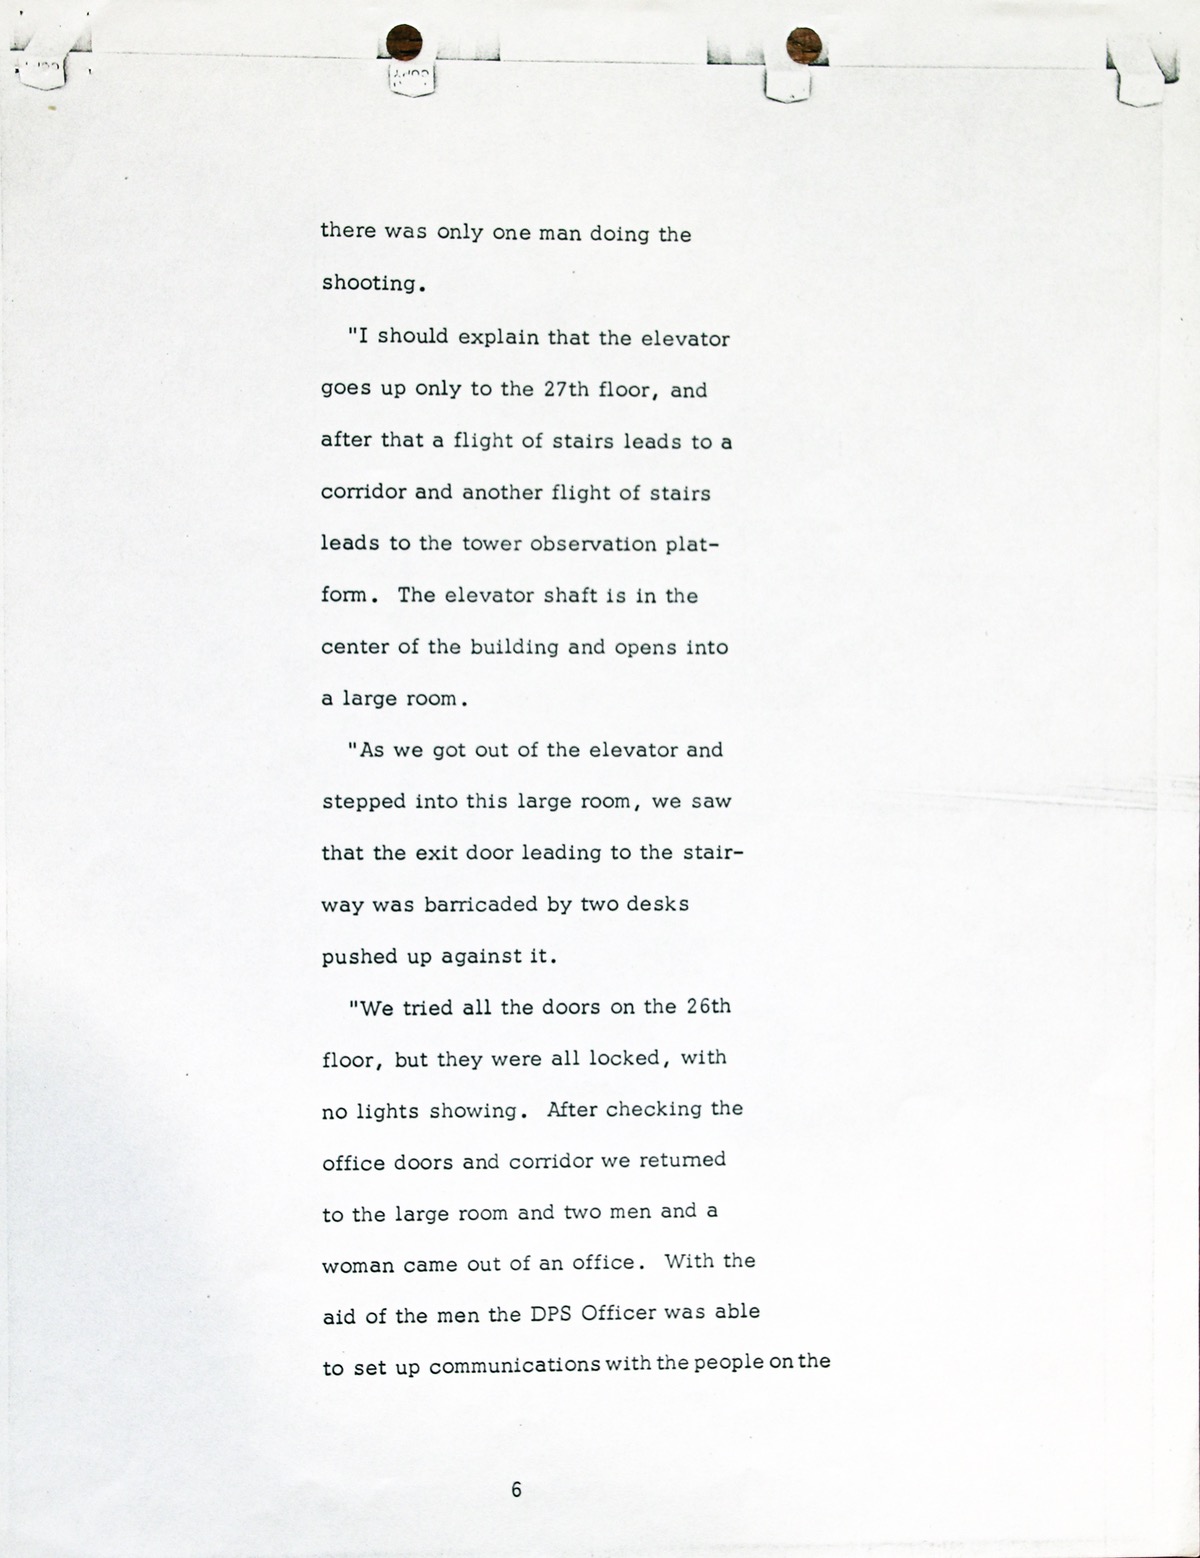 there was only one man doing the
shooting.
"I should explain that the elevator
goes up only to the 27th floor, and
after that a flight of stairs leads to a
corridor and another flight of stairs
leads to the tower observation plat-
form. The elevator shaft is in the
center of the building and opens into
a large room.
"As we got out of the elevator and
stepped into this large room, we saw
that the exit door leading to the stair-
way was barricaded by two desks
pushed up against it.
"We tried all the doors on the 26th
floor, but they were all locked, with
no lights showing. After checking the
office doors and corridor we returned
to the large room and two men and a
woman came out of an office. With the
aid of the men the DPS Officer was able
to set up communications with the people on the
6